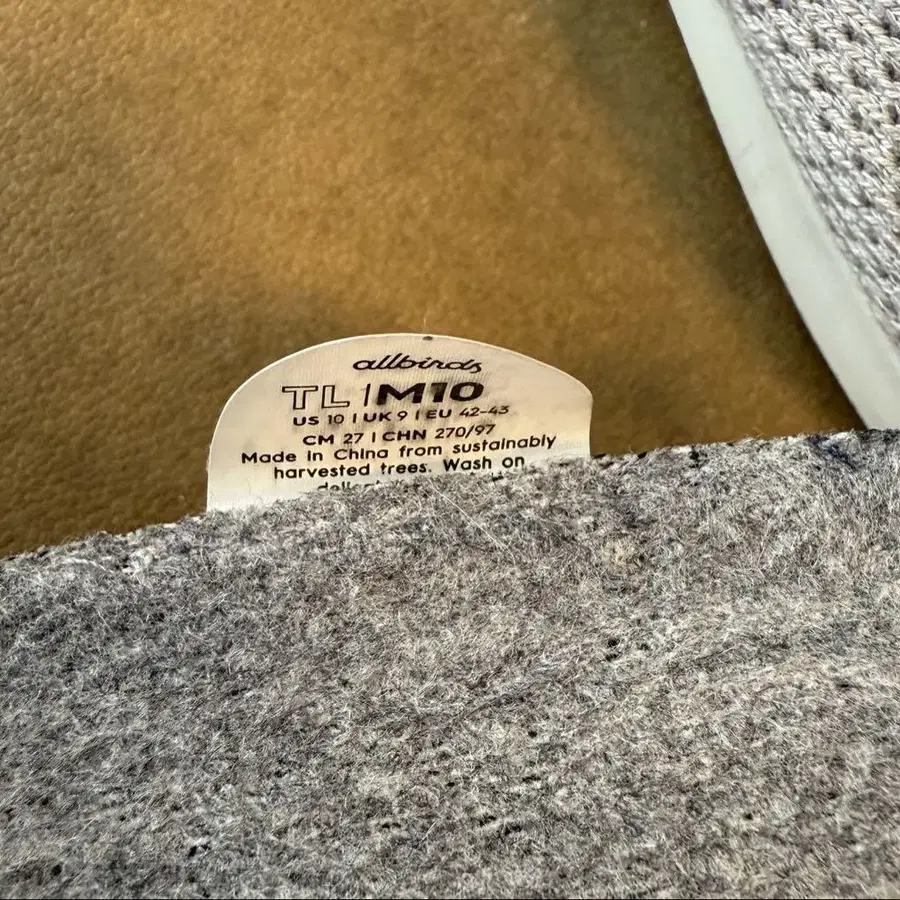 allbirds
TL | M10
US 10 | UK 9 | EU 42-43
CM 27 | CHN 270/97
Made in China from sustainably
harvested trees. Wash on